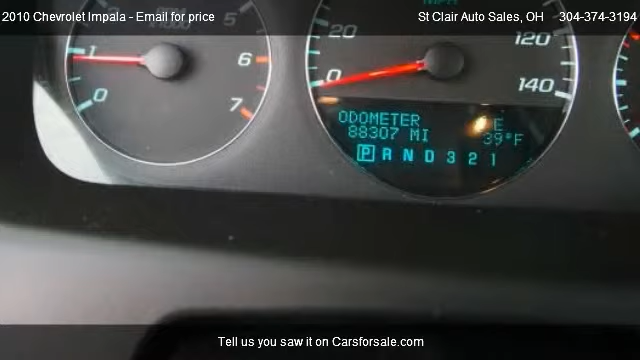 2010 Chevrolet Impala - Email for price
St Clair Auto Sales, OH 304-374-3194
5
20
120
1
6
0
0
140
7
ODOMETER E
88307 MI 39°F
P R N D 3 2 1
Tell us you saw it on Carsforsale.com